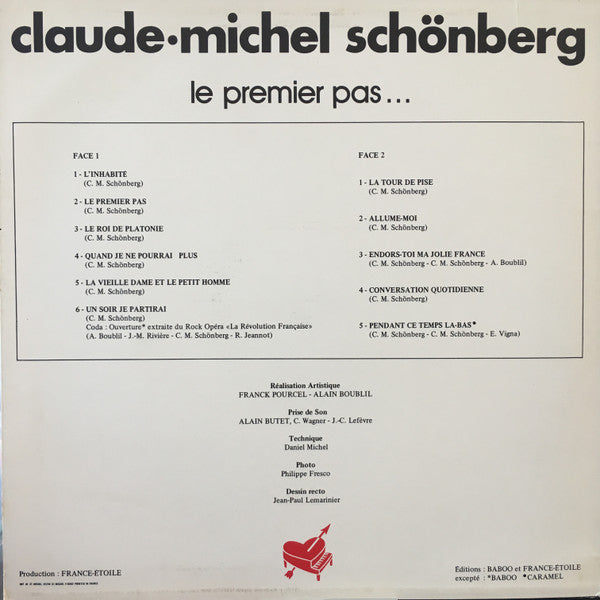 claude·michel schönberg
le premier pas...
FACE 1
1 - L'INHABITÉ
(C. M. Schönberg)
2 - LE PREMIER PAS
(C. M. Schönberg)
3 - LE ROI DE PLATONIE
(C. M. Schönberg)
4 - QUAND JE NE POURRAI PLUS
(C. M. Schönberg)
5 - LA VIEILLE DAME ET LE PETIT HOMME
(C. M. Schönberg)
6 - UN SOIR JE PARTIRAI
(C. M. Schönberg)
Coda : Ouverture* extraite du Rock Opéra «La Révolution Française»
(A. Boublil - J.-M. Rivière - C. M. Schönberg - R. Jeannot)
FACE 2
1 - LA TOUR DE PISE
(C. M. Schönberg)
2 - ALLUME-MOI
(C. M. Schönberg)
3 - ENDORS-TOI MA JOLIE FRANCE
(C. M. Schönberg - C. M. Schönberg - A. Boublil)
4 - CONVERSATION QUOTIDIENNE
(C. M. Schönberg)
5 - PENDANT CE TEMPS LA-BAS*
(C. M. Schönberg - C. M. Schönberg - E. Vigna)
Réalisation Artistique
FRANCK POURCEL - ALAIN BOUBLIL
Prise de Son
ALAIN BUTET, C. Wagner - J.-C. Lefèvre
Technique
Daniel Michel
Photo
Philippe Fresco
Dessin recto
Jean-Paul Lemarinier
Production : FRANCE-ÉTOILE
Éditions : BABOO et FRANCE-ÉTOILE
excepté : *BABOO *CARAMEL